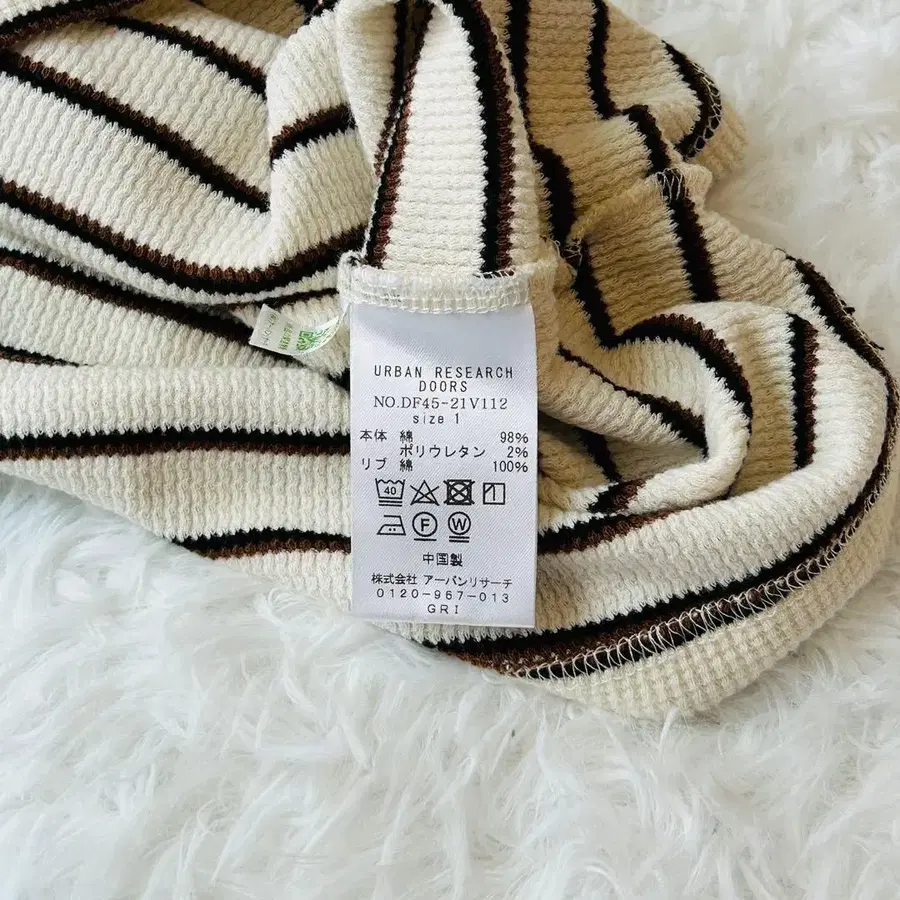 URBAN RESEARCH
DOORS
NO.DF45-21V112
size 1
本体 綿 98%
ポリウレタン 2%
リブ 綿 100%
40
F W
中国製
株式会社 アーバンリサーチ
0120-967-013
GRI